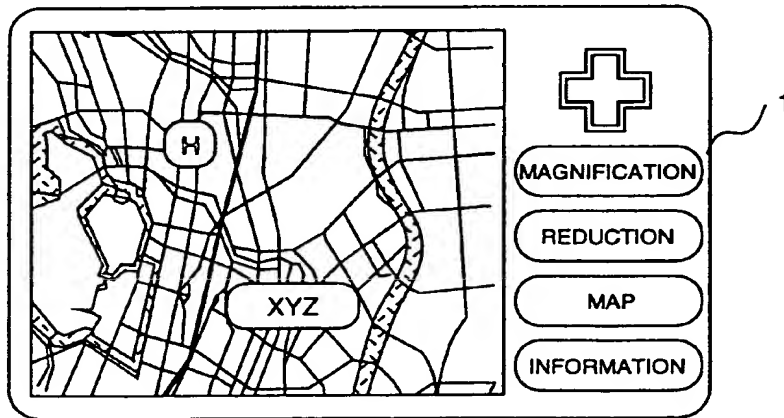 H
XYZ
MAGNIFICATION
REDUCTION
MAP
INFORMATION